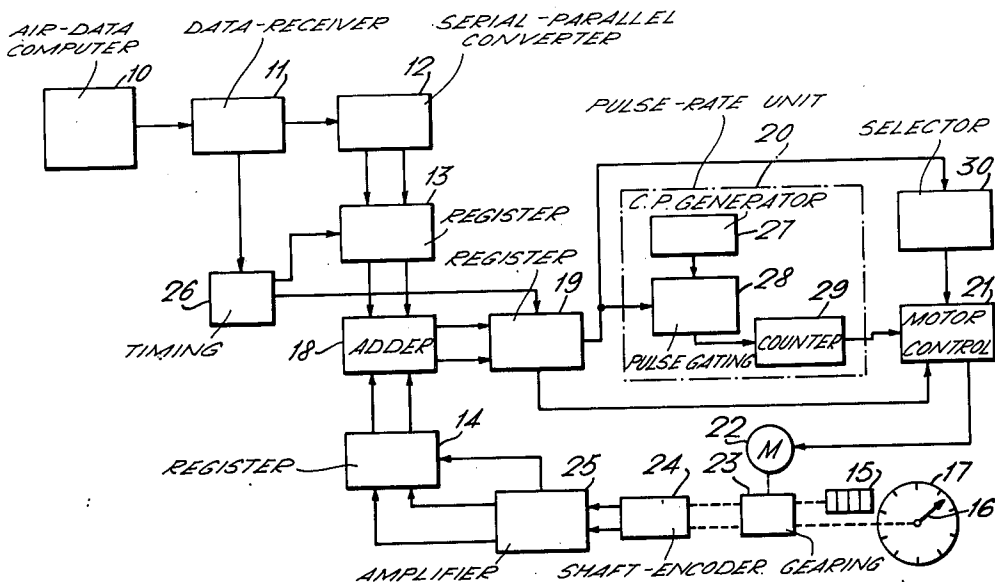 AIR-DATA
COMPUTER
10
DATA-RECEIVER
11
SERIAL-PARALLEL
CONVERTER
12
PULSE-RATE UNIT
20
SELECTOR
30
13
REGISTER
C.P. GENERATOR
27
REGISTER
19
26
TIMING
28
PULSE GATING
29
COUNTER
21
MOTOR
CONTROL
18
ADDER
14
REGISTER
22
M
25
24
23
15
17
16
AMPLIFIER
SHAFT-ENCODER
GEARING